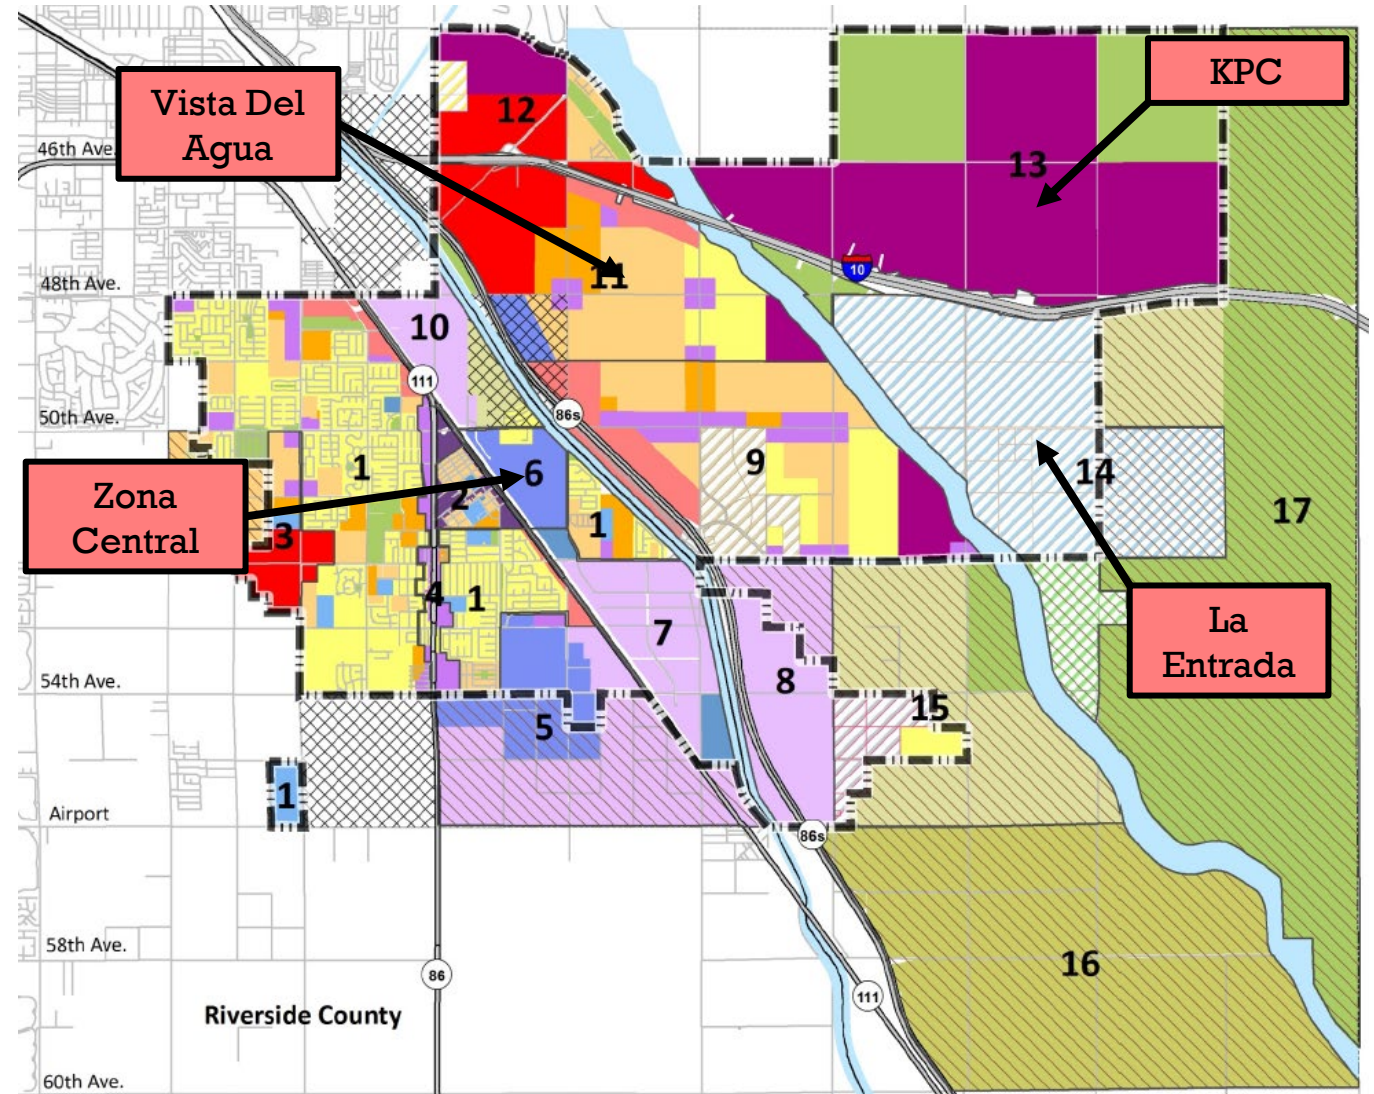 KPC
Vista Del
Agua
12
46th Ave.
13
11
10
48th Ave.
10
111
50th Ave.
86s
1
6
9
14
Zona
Central
2
3
1
17
4
1
7
La
Entrada
54th Ave.
8
15
5
1
Airport
86s
58th Ave.
16
86
111
Riverside County
60th Ave.